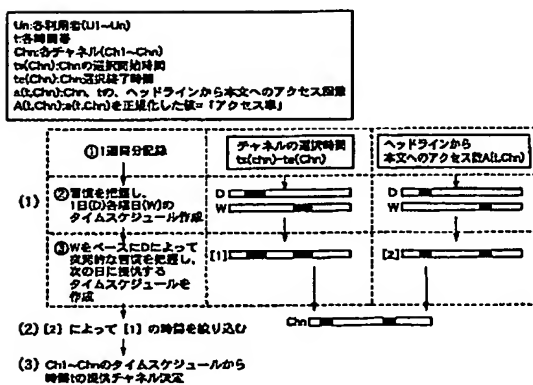 Un:各利用者(U1~Un)
t:各時間帯
Chn:各チャネル(Ch1~Chn)
ts(chn):Chnの選択開始時間
te(Chn):Chn選択終了時間
a(t,Chn):Chn、tの、ヘッドラインから本文へのアクセス回数
A(t,Chn):a(t,Chn)を正規化した値=「アクセス率」
①1週間分記録
チャネルの選択時間
ts(chn)-te(Chn)
ヘッドラインから
本文へのアクセス数A(t,Chn)
(1)
②習慣を把握し、
1日(D)各曜日(W)の
タイムスケジュール作成
D
W
D
W
③WをベースにDによって
突発的な習慣を把握し、
次の日に提供する
タイムスケジュールを
作成
[1]
[2]
(2) [2] によって [1] の時間を絞り込む
Chn
(3) Ch1~Chnのタイムスケジュールから
時間tの提供チャネル決定